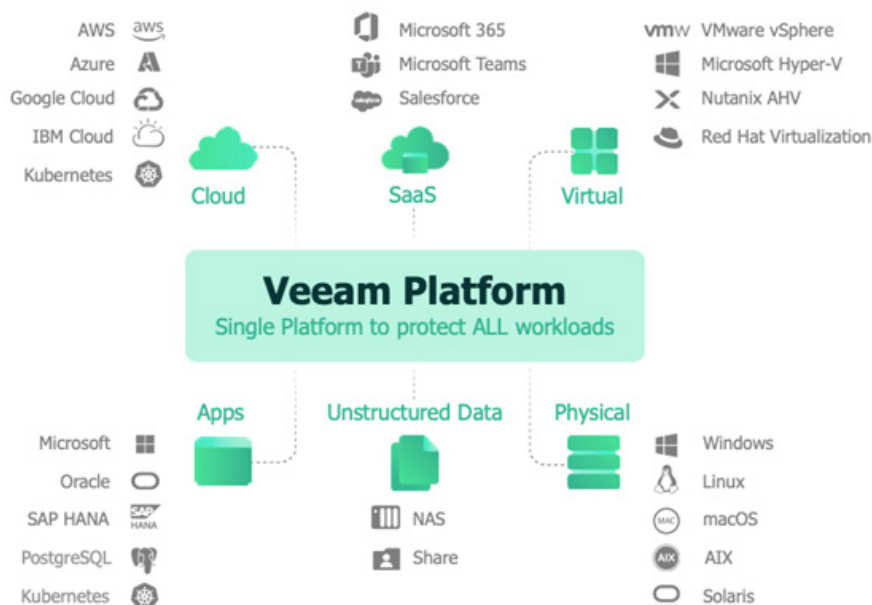 AWS aws
Azure
Google Cloud
IBM Cloud
Kubernetes
Cloud
Microsoft 365
Microsoft Teams
Salesforce
SaaS
vmw VMware vSphere
Microsoft Hyper-V
Nutanix AHV
Red Hat Virtualization
Virtual
Veeam Platform
Single Platform to protect ALL workloads
Apps
Microsoft
Oracle
SAP HANA SAP HANA
PostgreSQL
Kubernetes
Unstructured Data
NAS
Share
Physical
Windows
Linux
MAC macOS
AIX AIX
Solaris